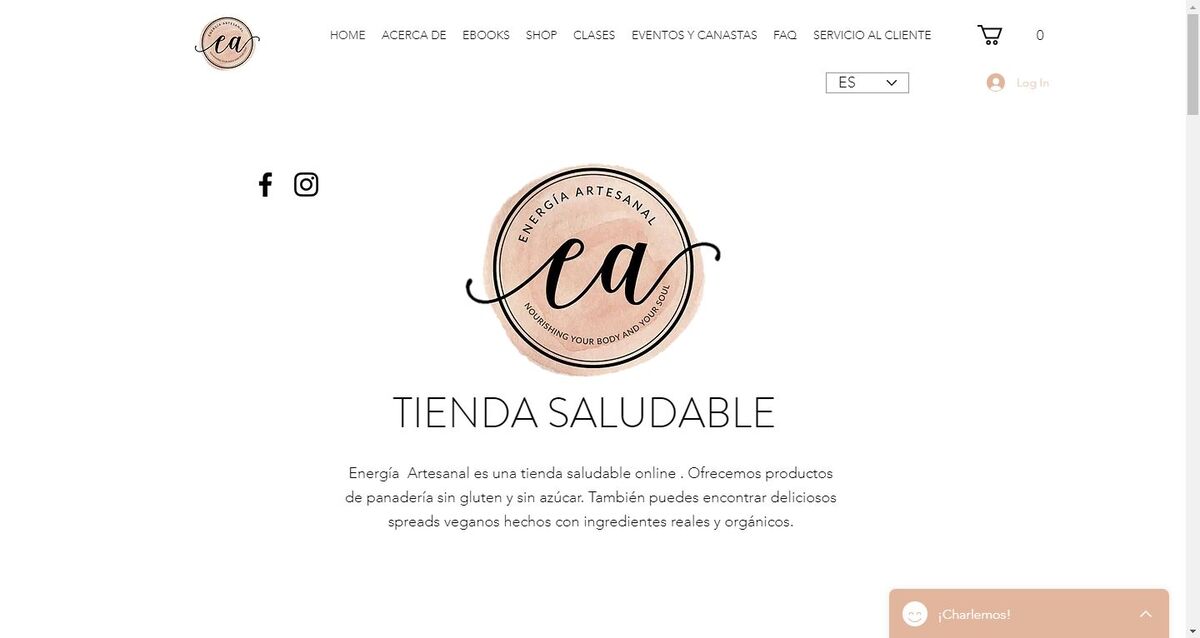 ENERGÍA ARTESANAL
ea
HOME ACERCA DE EBOOKS SHOP CLASES EVENTOS Y CANASTAS FAQ SERVICIO AL CLIENTE 0
ES
Log In
ENERGÍA ARTESANAL
ea
NOURISHING YOUR BODY AND YOUR SOUL
TIENDA SALUDABLE
Energía Artesanal es una tienda saludable online . Ofrecemos productos
de panadería sin gluten y sin azúcar. También puedes encontrar deliciosos
spreads veganos hechos con ingredientes reales y orgánicos.
¡Charlemos!